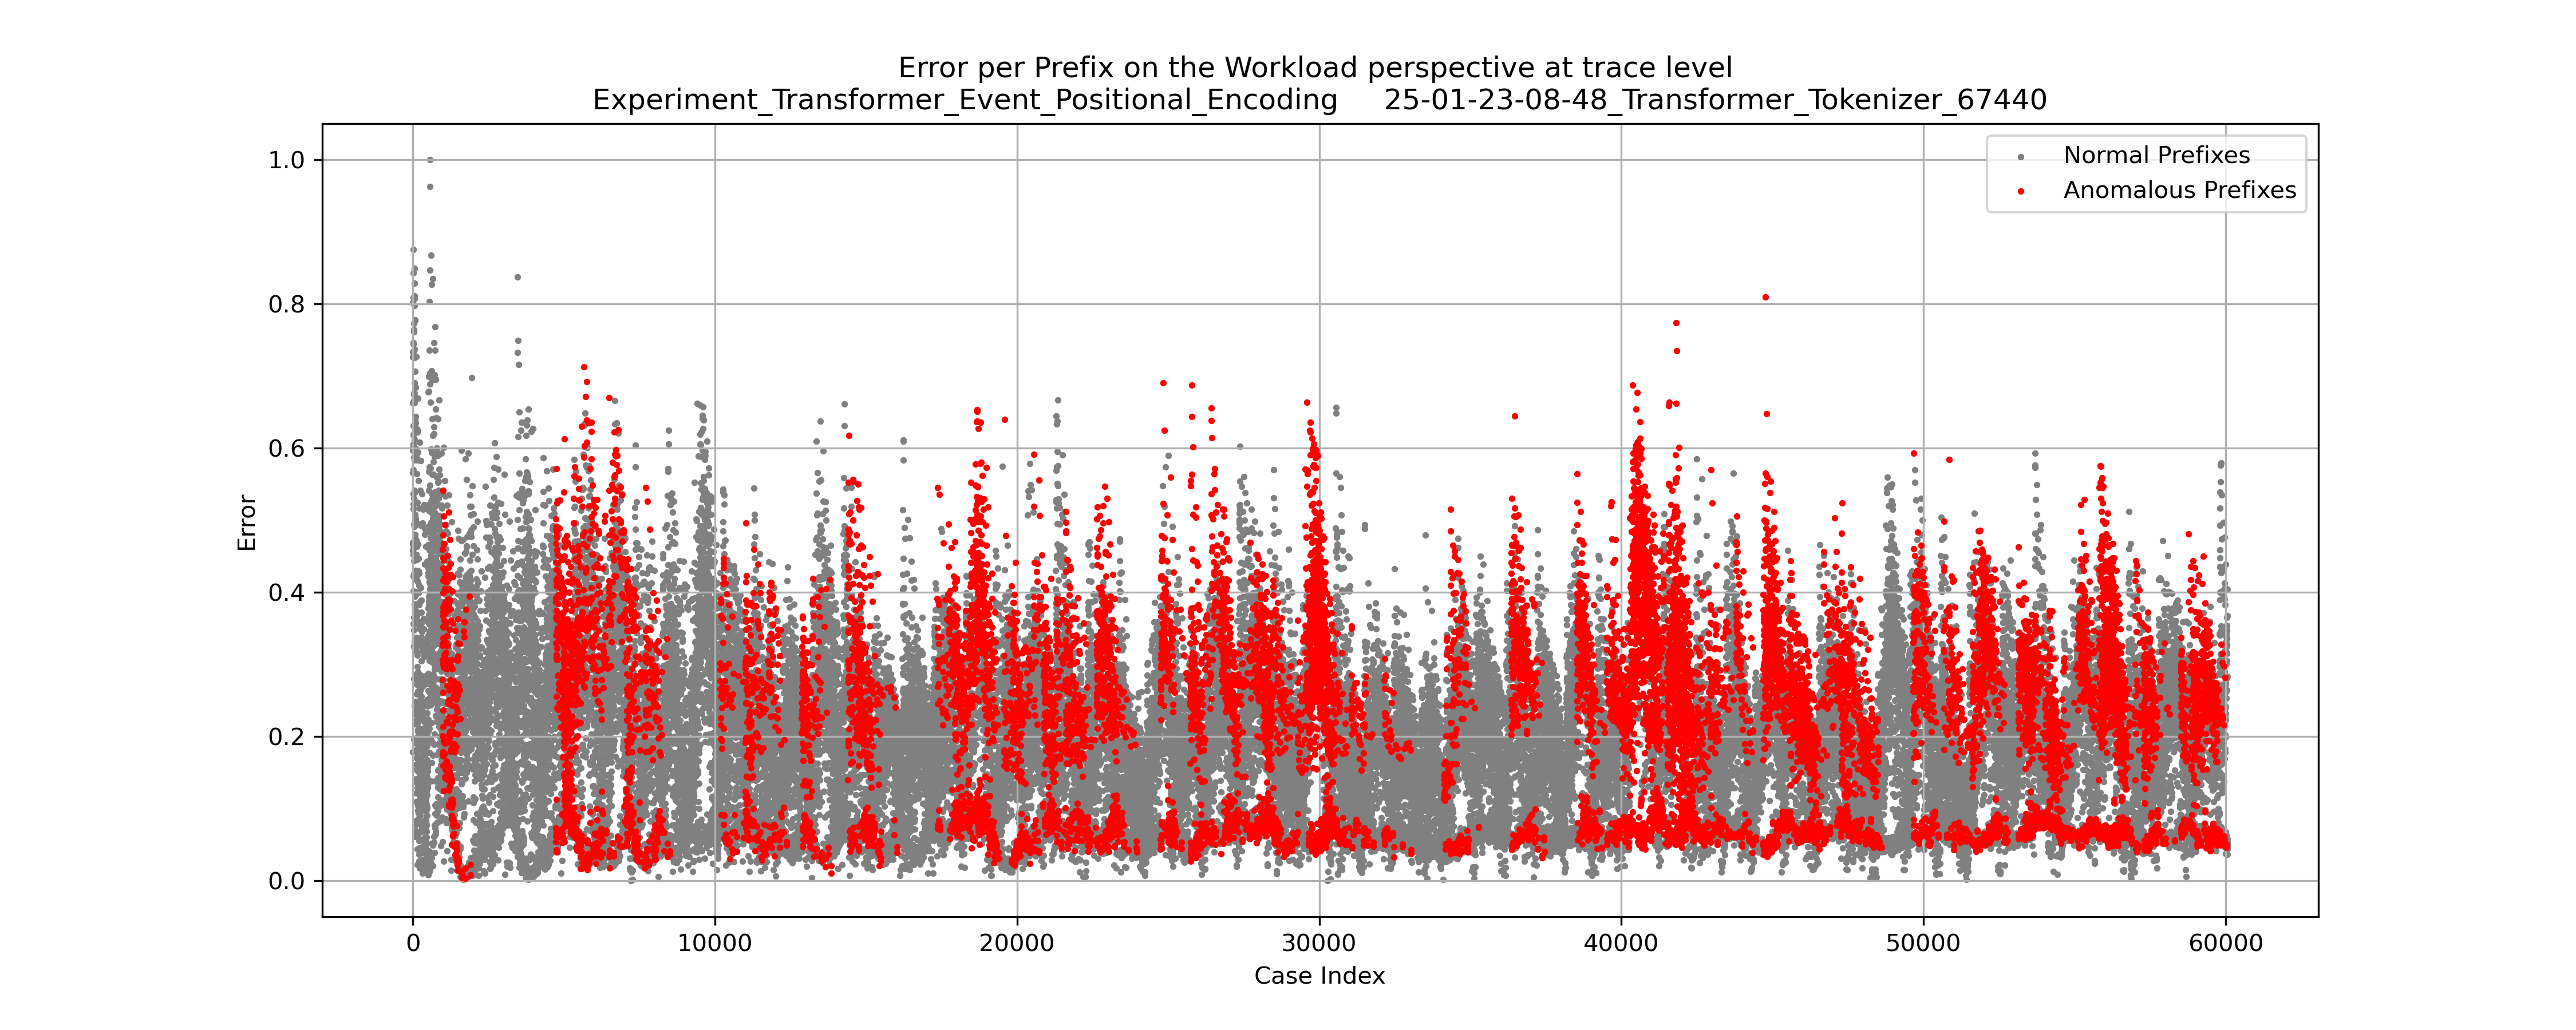 Error per Prefix on the Workload perspective at trace level
Experiment_Transformer_Event_Positional_Encoding 25-01-23-08-48_Transformer_Tokenizer_67440
Normal Prefixes
Anomalous Prefixes
1.0
0.8
0.6
0.4
0.2
0.0
Error
0 10000 20000 30000 40000 50000 60000
Case Index